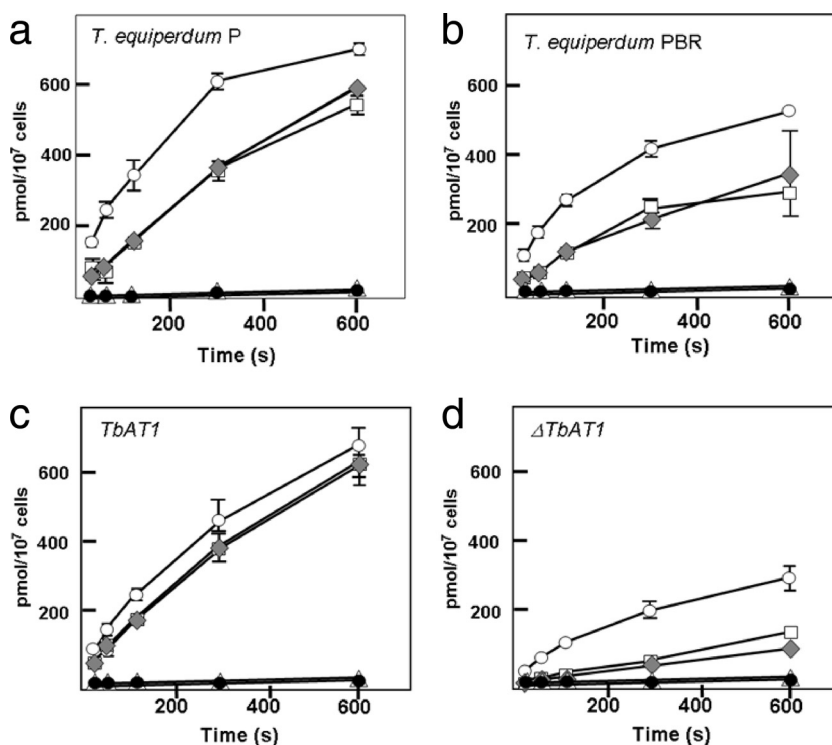 a
T. equiperdum P
600
400
200
pmol/10⁷ cells
200 400 600
Time (s)
b
T. equiperdum PBR
600
400
200
pmol/10⁷ cells
200 400 600
Time (s)
c
TbAT1
600
400
200
pmol/10⁷ cells
200 400 600
Time (s)
d
ΔTbAT1
600
400
200
pmol/10⁷ cells
200 400 600
Time (s)